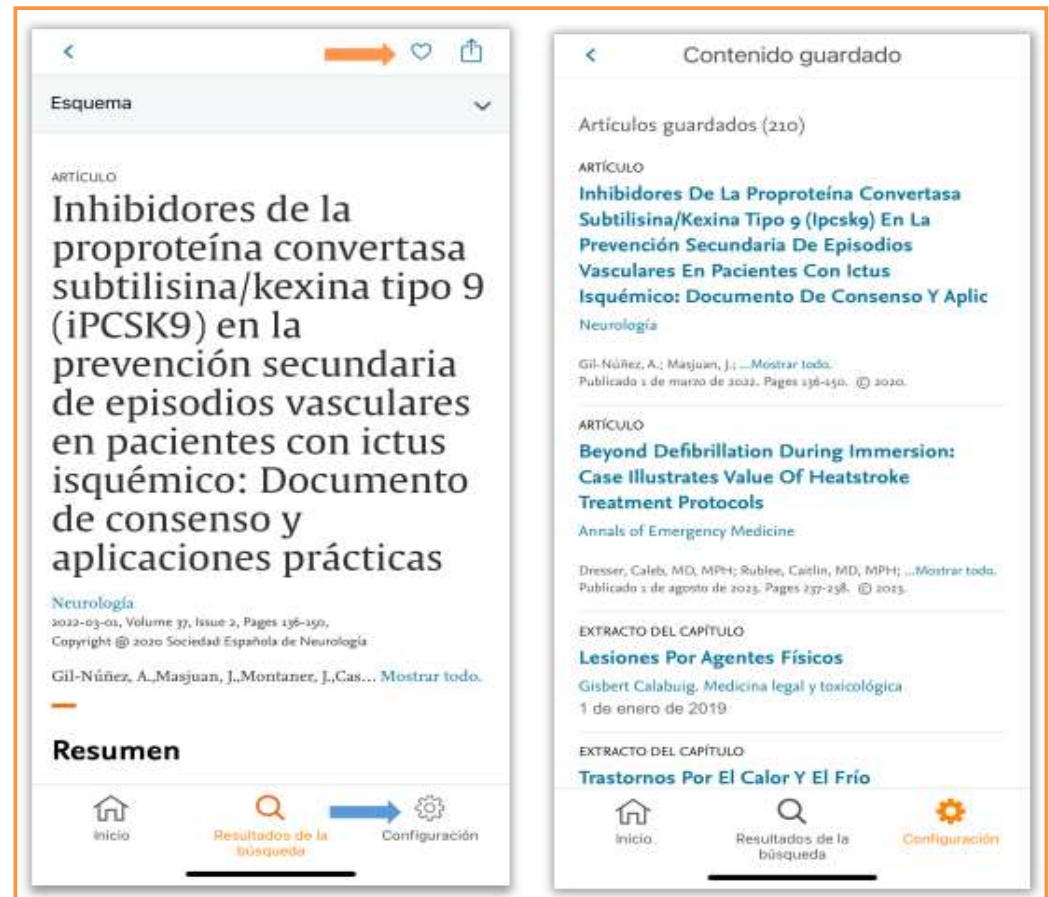 Esquema
ARTÍCULO
Inhibidores de la
proproteína convertasa
subtilisina/kexina tipo 9
(iPCSK9) en la
prevención secundaria
de episodios vasculares
en pacientes con ictus
isquémico: Documento
de consenso y
aplicaciones prácticas
Neurología
2022-03-01, Volume 37, Issue 2, Pages 136-150,
Copyright @ 2020 Sociedad Española de Neurología
Gil-Núñez, A.,Masjuan, J.,Montaner, J.,Cas... Mostrar todo.
Resumen
Inicio
Resultados de la
búsqueda
Configuración
Contenido guardado
Artículos guardados (210)
ARTÍCULO
Inhibidores De La Proproteína Convertasa
Subtilisina/Kexina Tipo 9 (Ipcsk9) En La
Prevención Secundaria De Episodios
Vasculares En Pacientes Con Ictus
Isquémico: Documento De Consenso Y Aplic
Neurología
Gil-Núñez, A.; Masjuan, J.; ...Mostrar todo.
Publicado 1 de marzo de 2022. Pages 136-150. © 2020.
ARTÍCULO
Beyond Defibrillation During Immersion:
Case Illustrates Value Of Heatstroke
Treatment Protocols
Annals of Emergency Medicine
Dresser, Caleb, MD, MPH; Rublee, Caitlin, MD, MPH; ...Mostrar todo.
Publicado 1 de agosto de 2023. Pages 237-238. © 2023.
EXTRACTO DEL CAPÍTULO
Lesiones Por Agentes Físicos
Gisbert Calabuig. Medicina legal y toxicológica
1 de enero de 2019
EXTRACTO DEL CAPÍTULO
Trastornos Por El Calor Y El Frío
Inicio
Resultados de la
búsqueda
Configuración